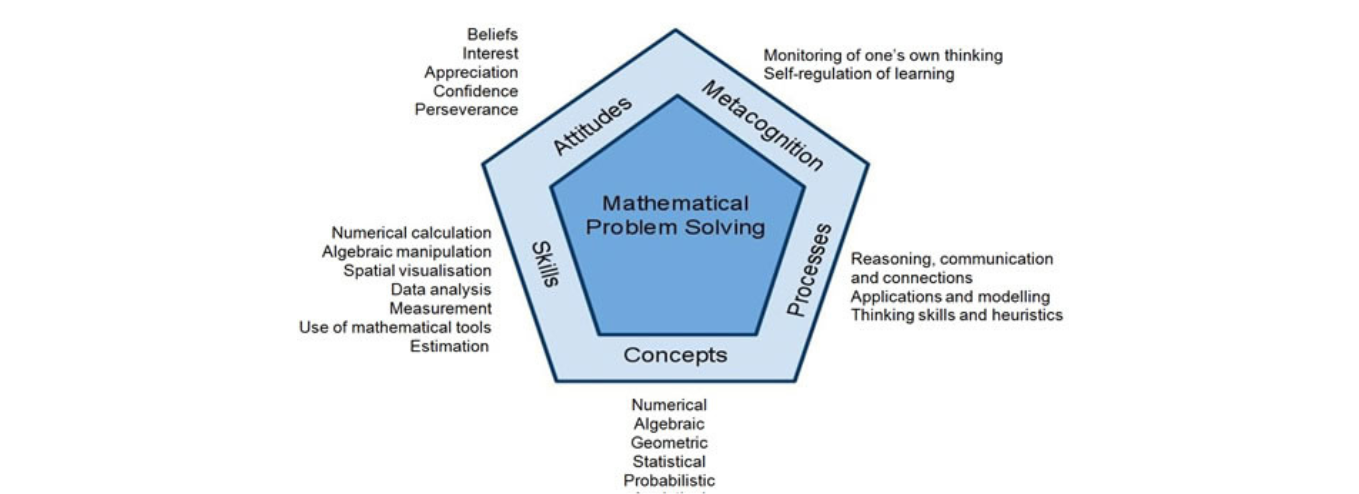 Beliefs
Interest
Appreciation
Confidence
Perseverance
Monitoring of one's own thinking
Self-regulation of learning
Attitudes
Metacognition
Mathematical
Problem Solving
Numerical calculation
Algebraic manipulation
Spatial visualisation
Data analysis
Measurement
Use of mathematical tools
Estimation
Skills
Processes
Reasoning, communication
and connections
Applications and modelling
Thinking skills and heuristics
Concepts
Numerical
Algebraic
Geometric
Statistical
Probabilistic